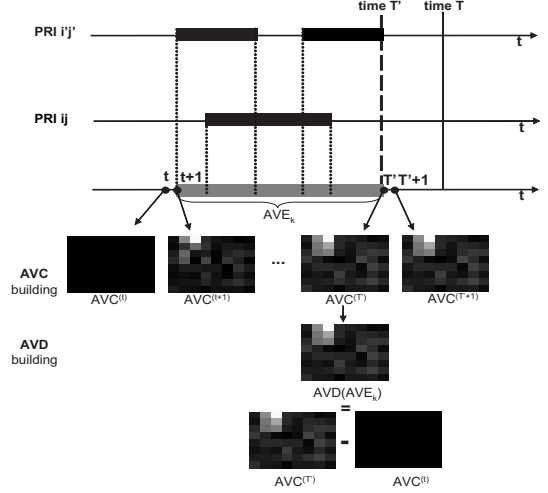 time T' time T
PRI i'j'
t
PRI ij
t
t t+1 T' T'+1
t
AVE_k
AVC building
...
AVC^(t) AVC^(t+1) AVC^(T') AVC^(T'+1)
AVD building
AVD(AVE_k)
=
-
AVC^(T') AVC^(t)